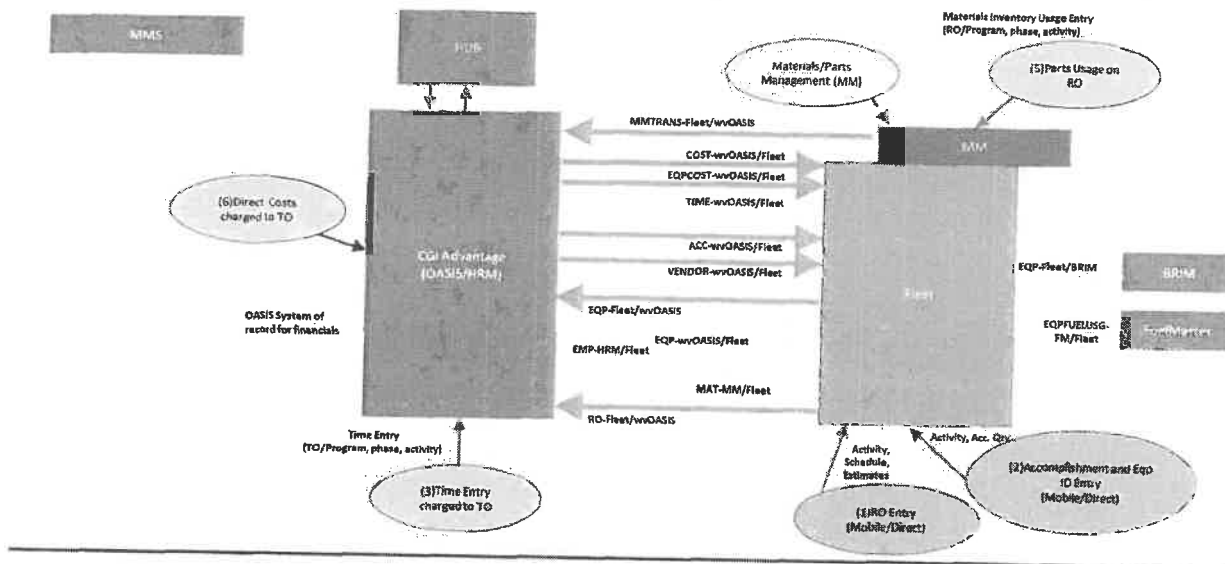 MMS
HUB
Materials Inventory Usage Entry
(RO/Program, phase, activity)
Materials/Parts
Management (MM)
(5)Parts Usage on
RO
MMTRANS-Fleet/wvOASIS
MM
COST-wvOASIS/Fleet
EQPCOST-wvOASIS/Fleet
TIME-wvOASIS/Fleet
(6)Direct Costs
charged to TO
ACC-wvOASIS/Fleet
CGI Advantage
(OASIS/HRM)
VENDOR-wvOASIS/Fleet
Fleet
EQP-Fleet/BRIM
BRIM
EQP-Fleet/wvOASIS
OASIS System of
record for financials
EQPFUELUSG-
FM/Fleet
FuelMaster
EQP-wvOASIS/Fleet
EMP-HRM/Fleet
MAT-MM/Fleet
RO-Fleet/wvOASIS
Time Entry
(TO/Program, phase, activity)
Activity, Acc. Qty..
Activity,
Schedule,
Estimates
(3)Time Entry
charged to TO
(1)RO Entry
(Mobile/Direct)
(2)Accomplishment and Eqp
ID Entry
(Mobile/Direct)